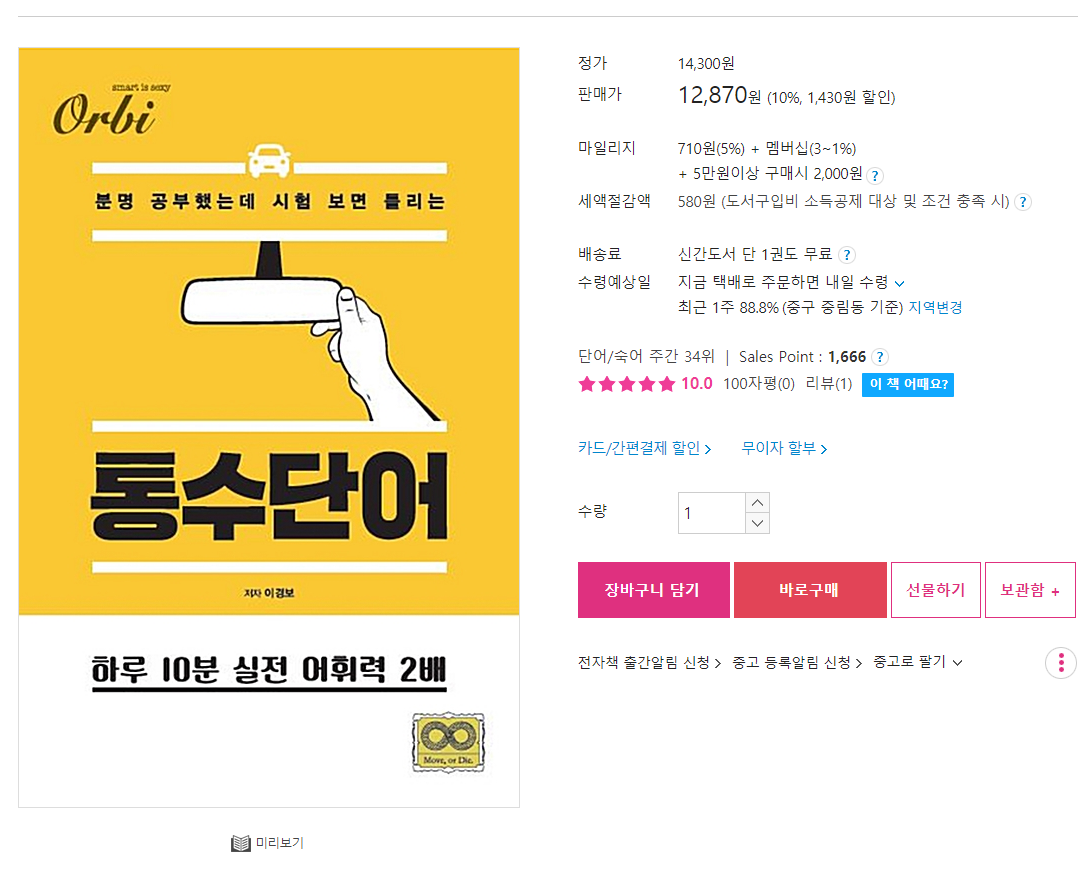 smart is sexy
Orbi
분명 공부했는데 시험 보면 틀리는
통수단어
저자 이경보
하루 10분 실전 어휘력 2배
Move, or Die.
미리보기
정가 14,300원
판매가 12,870원 (10%, 1,430원 할인)
마일리지 710원(5%) + 멤버십(3~1%)
+ 5만원이상 구매시 2,000원 ?
세액절감액 580원 (도서구입비 소득공제 대상 및 조건 충족 시) ?
배송료 신간도서 단 1권도 무료 ?
수령예상일 지금 택배로 주문하면 내일 수령
최근 1주 88.8% (중구 중림동 기준) 지역변경
단어/숙어 주간 34위 | Sales Point : 1,666 ?
10.0 100자평(0) 리뷰(1) 이 책 어때요?
카드/간편결제 할인 무이자 할부
수량 1
장바구니 담기 바로구매 선물하기 보관함 +
전자책 출간알림 신청 중고 등록알림 신청 중고로 팔기